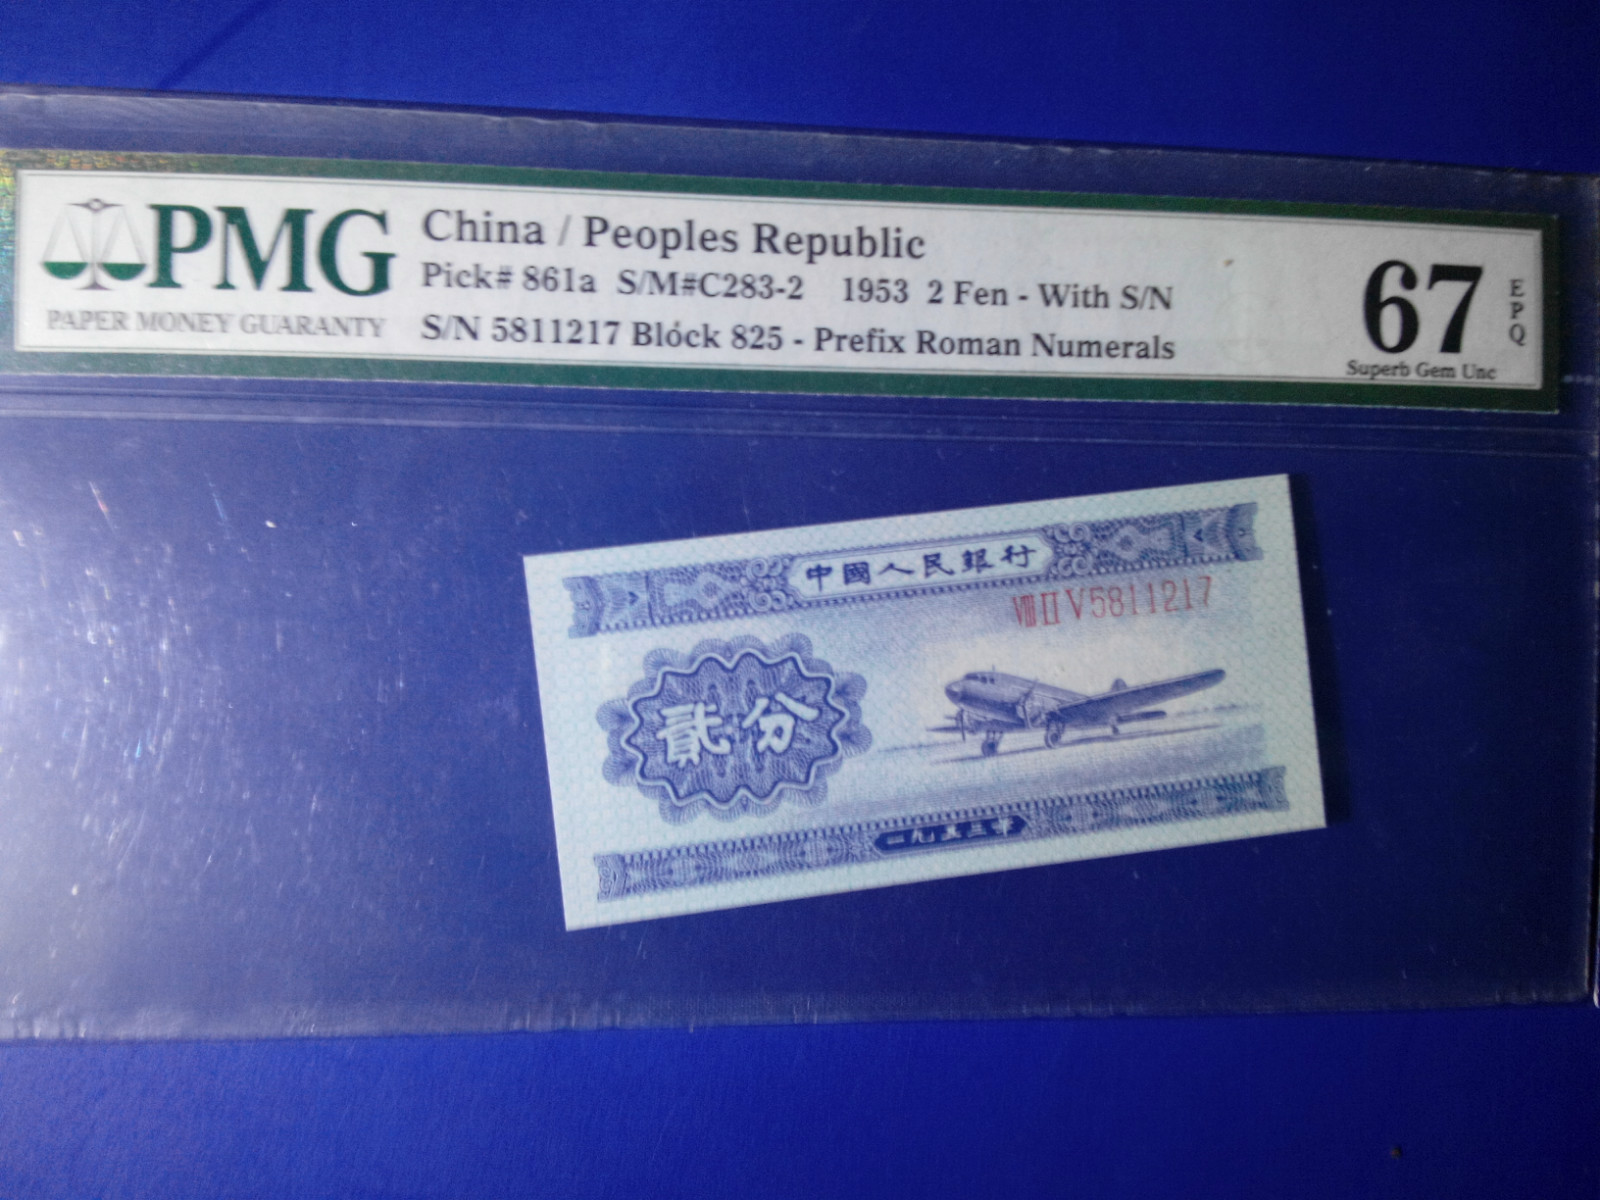 PMG
PAPER MONEY GUARANTY
China / Peoples Republic
Pick# 861a S/M#C283-2 1953 2 Fen - With S/N
S/N 5811217 Block 825 - Prefix Roman Numerals
67
EPQ
Superb Gem Unc
中國人民銀行
VIII II V 5811217
貳分
一九五三年